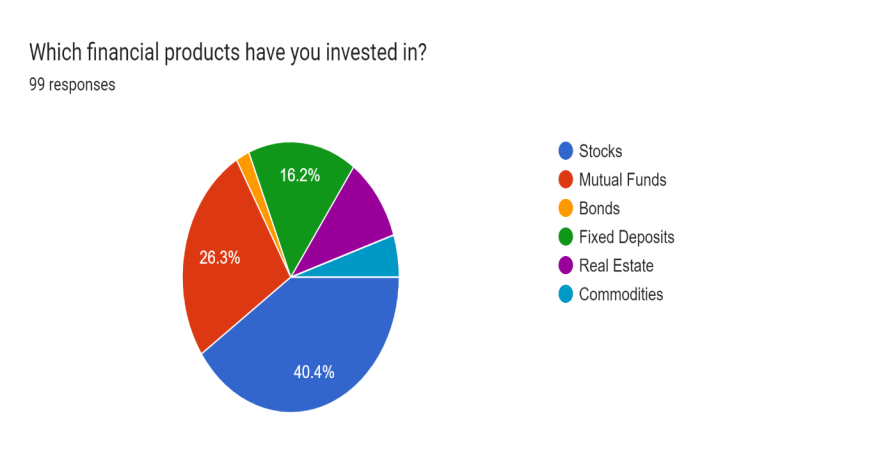 Which financial products have you invested in?
99 responses
16.2%
26.3%
40.4%
Stocks
Mutual Funds
Bonds
Fixed Deposits
Real Estate
Commodities